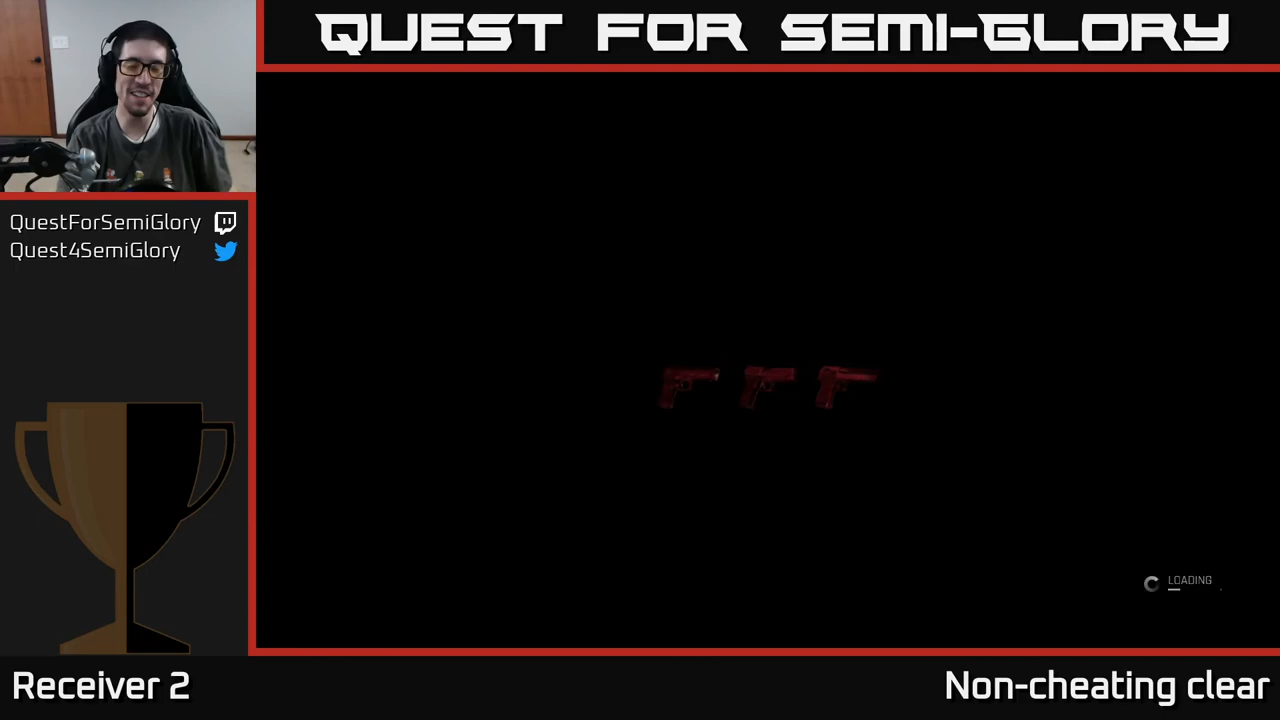 QUEST FOR SEMI-GLORY
QuestForSemiGlory
Quest4SemiGlory
LOADING
Receiver 2
Non-cheating clear